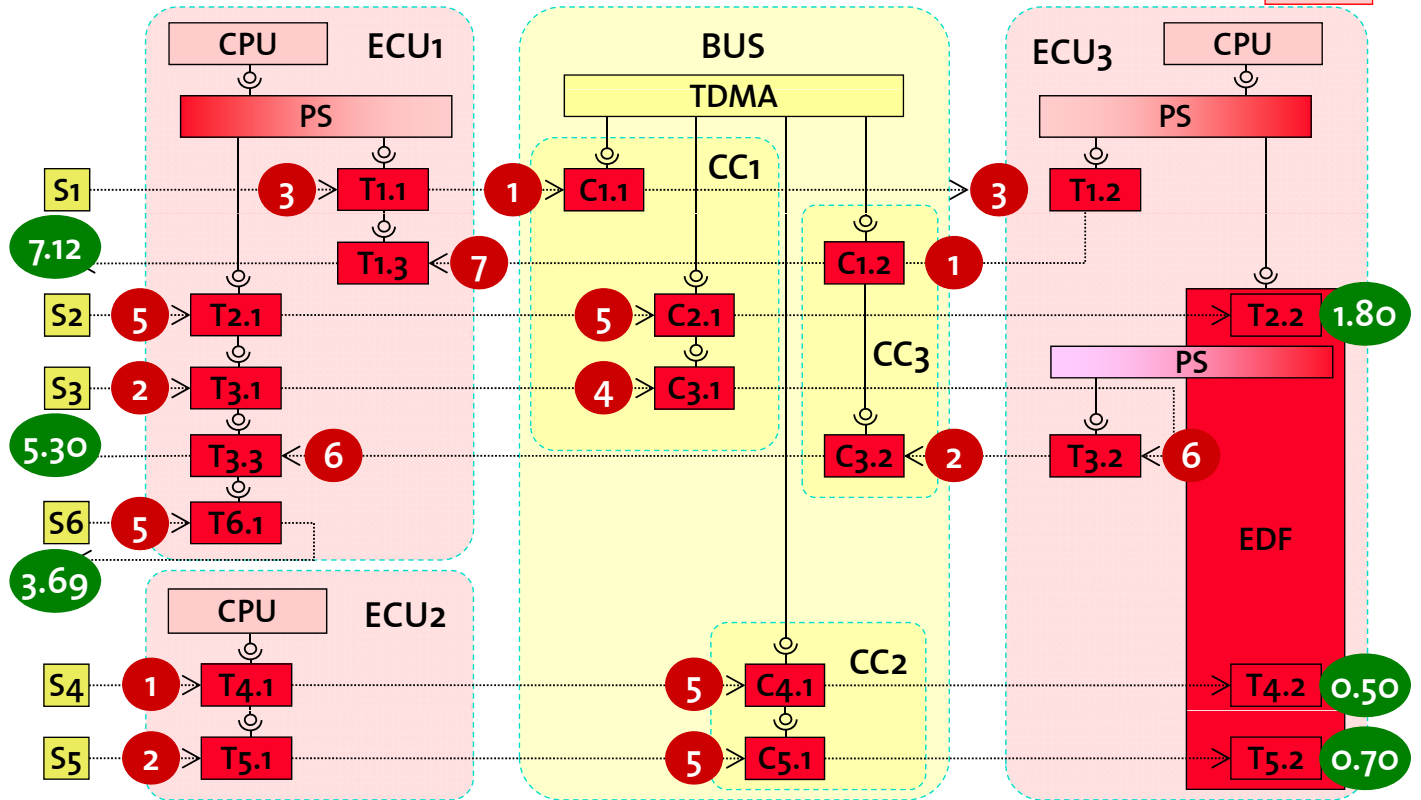 CPU ECU1 BUS ECU3 CPU
PS TDMA PS
S1 3 T1.1 1 C1.1 CC1 3 T1.2
7.12 T1.3 7 C1.2 1
S2 5 T2.1 5 C2.1 T2.2 1.80
CC3 PS
S3 2 T3.1 4 C3.1
5.30 T3.3 6 C3.2 2 T3.2 6
S6 5 T6.1 EDF
3.69
CPU ECU2
S4 1 T4.1 5 C4.1 CC2 T4.2 0.50
S5 2 T5.1 5 C5.1 T5.2 0.70